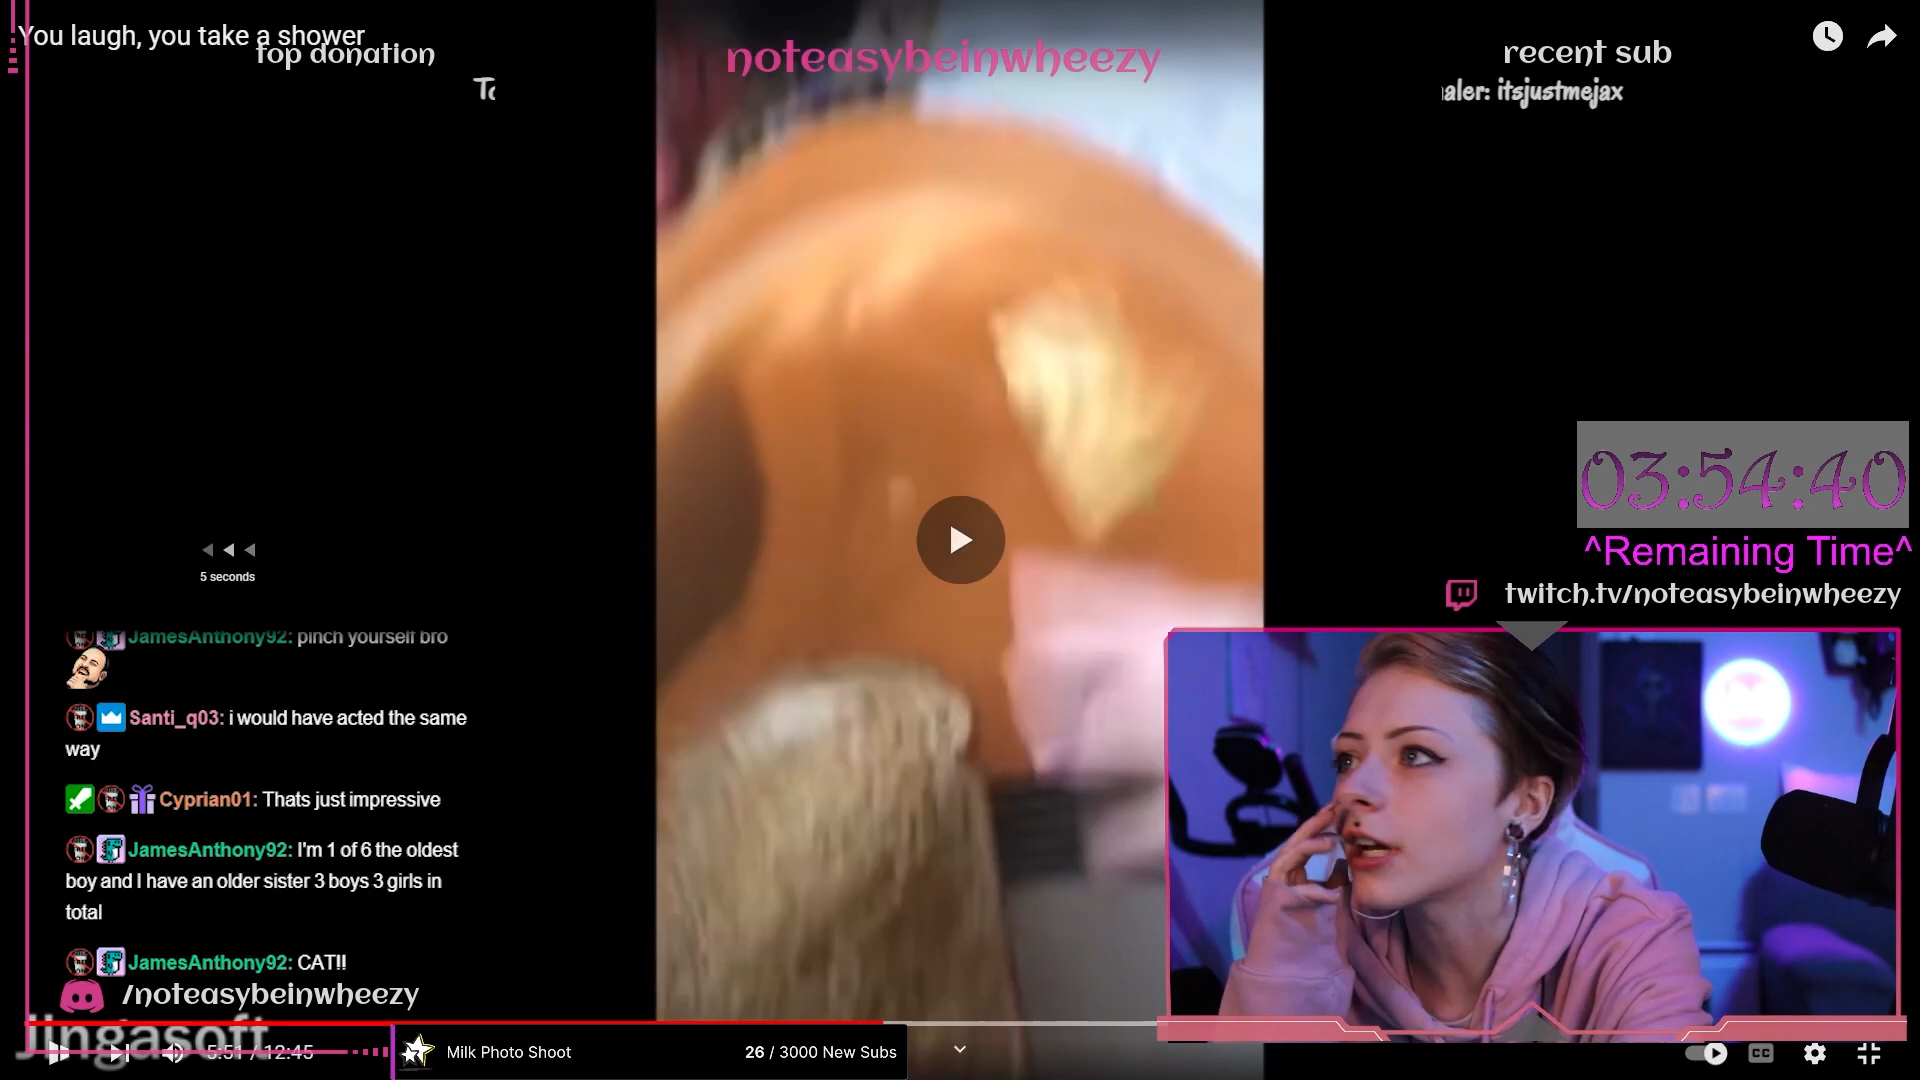 You laugh, you take a shower
top donation
noteasybeinwheezy
recent sub
aler: itsjustmejax
03:54:40
^Remaining Time^
twitch.tv/noteasybeinwheezy
5 seconds
JamesAnthony92: pinch yourself bro
Santi_q03: i would have acted the same
way
Cyprian01: Thats just impressive
JamesAnthony92: I'm 1 of 6 the oldest
boy and I have an older sister 3 boys 3 girls in
total
JamesAnthony92: CAT!!
/noteasybeinwheezy
Jingasoft
5:51 / 12:45
Milk Photo Shoot
26 / 3000 New Subs
CC